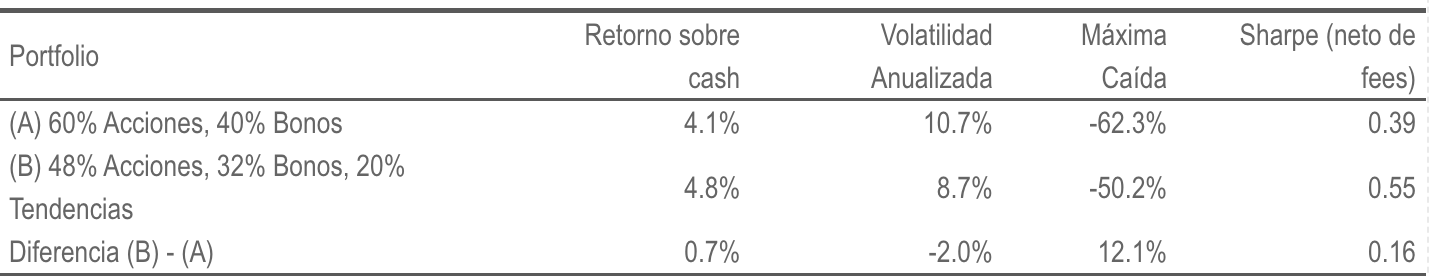 Portfolio Retorno sobre cash Volatilidad Anualizada Máxima Caída Sharpe (neto de fees)
(A) 60% Acciones, 40% Bonos 4.1% 10.7% -62.3% 0.39
(B) 48% Acciones, 32% Bonos, 20% Tendencias 4.8% 8.7% -50.2% 0.55
Diferencia (B) - (A) 0.7% -2.0% 12.1% 0.16